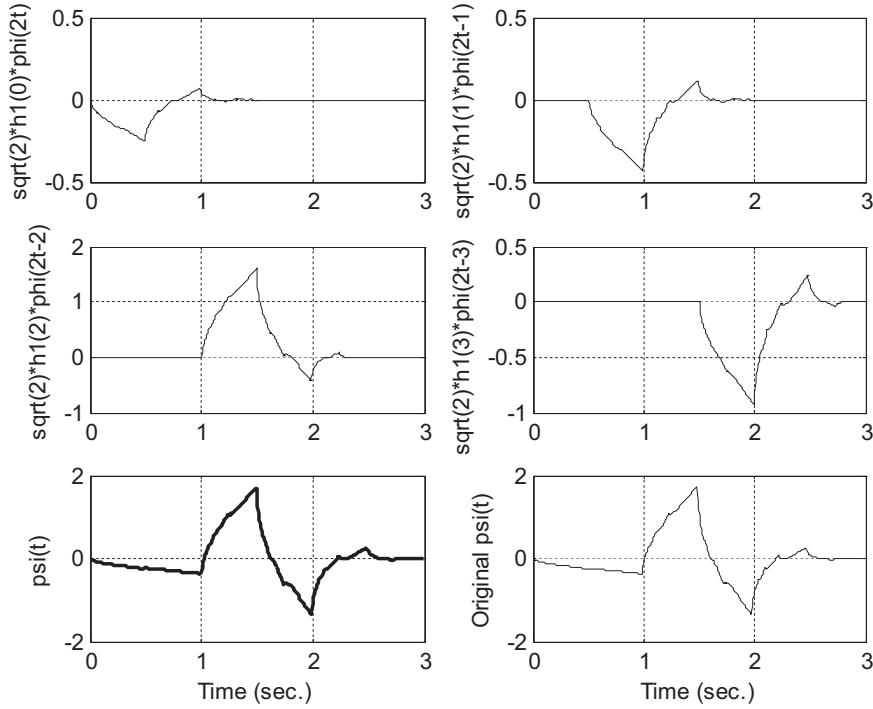 sqrt(2)*h1(0)*phi(2t)
0.5
0
-0.5
0 1 2 3
sqrt(2)*h1(1)*phi(2t-1)
0.5
0
-0.5
0 1 2 3
sqrt(2)*h1(2)*phi(2t-2)
2
1
0
-1
0 1 2 3
sqrt(2)*h1(3)*phi(2t-3)
0.5
0
-0.5
-1
0 1 2 3
psi(t)
2
0
-2
0 1 2 3
Time (sec.)
Original psi(t)
2
0
-2
0 1 2 3
Time (sec.)